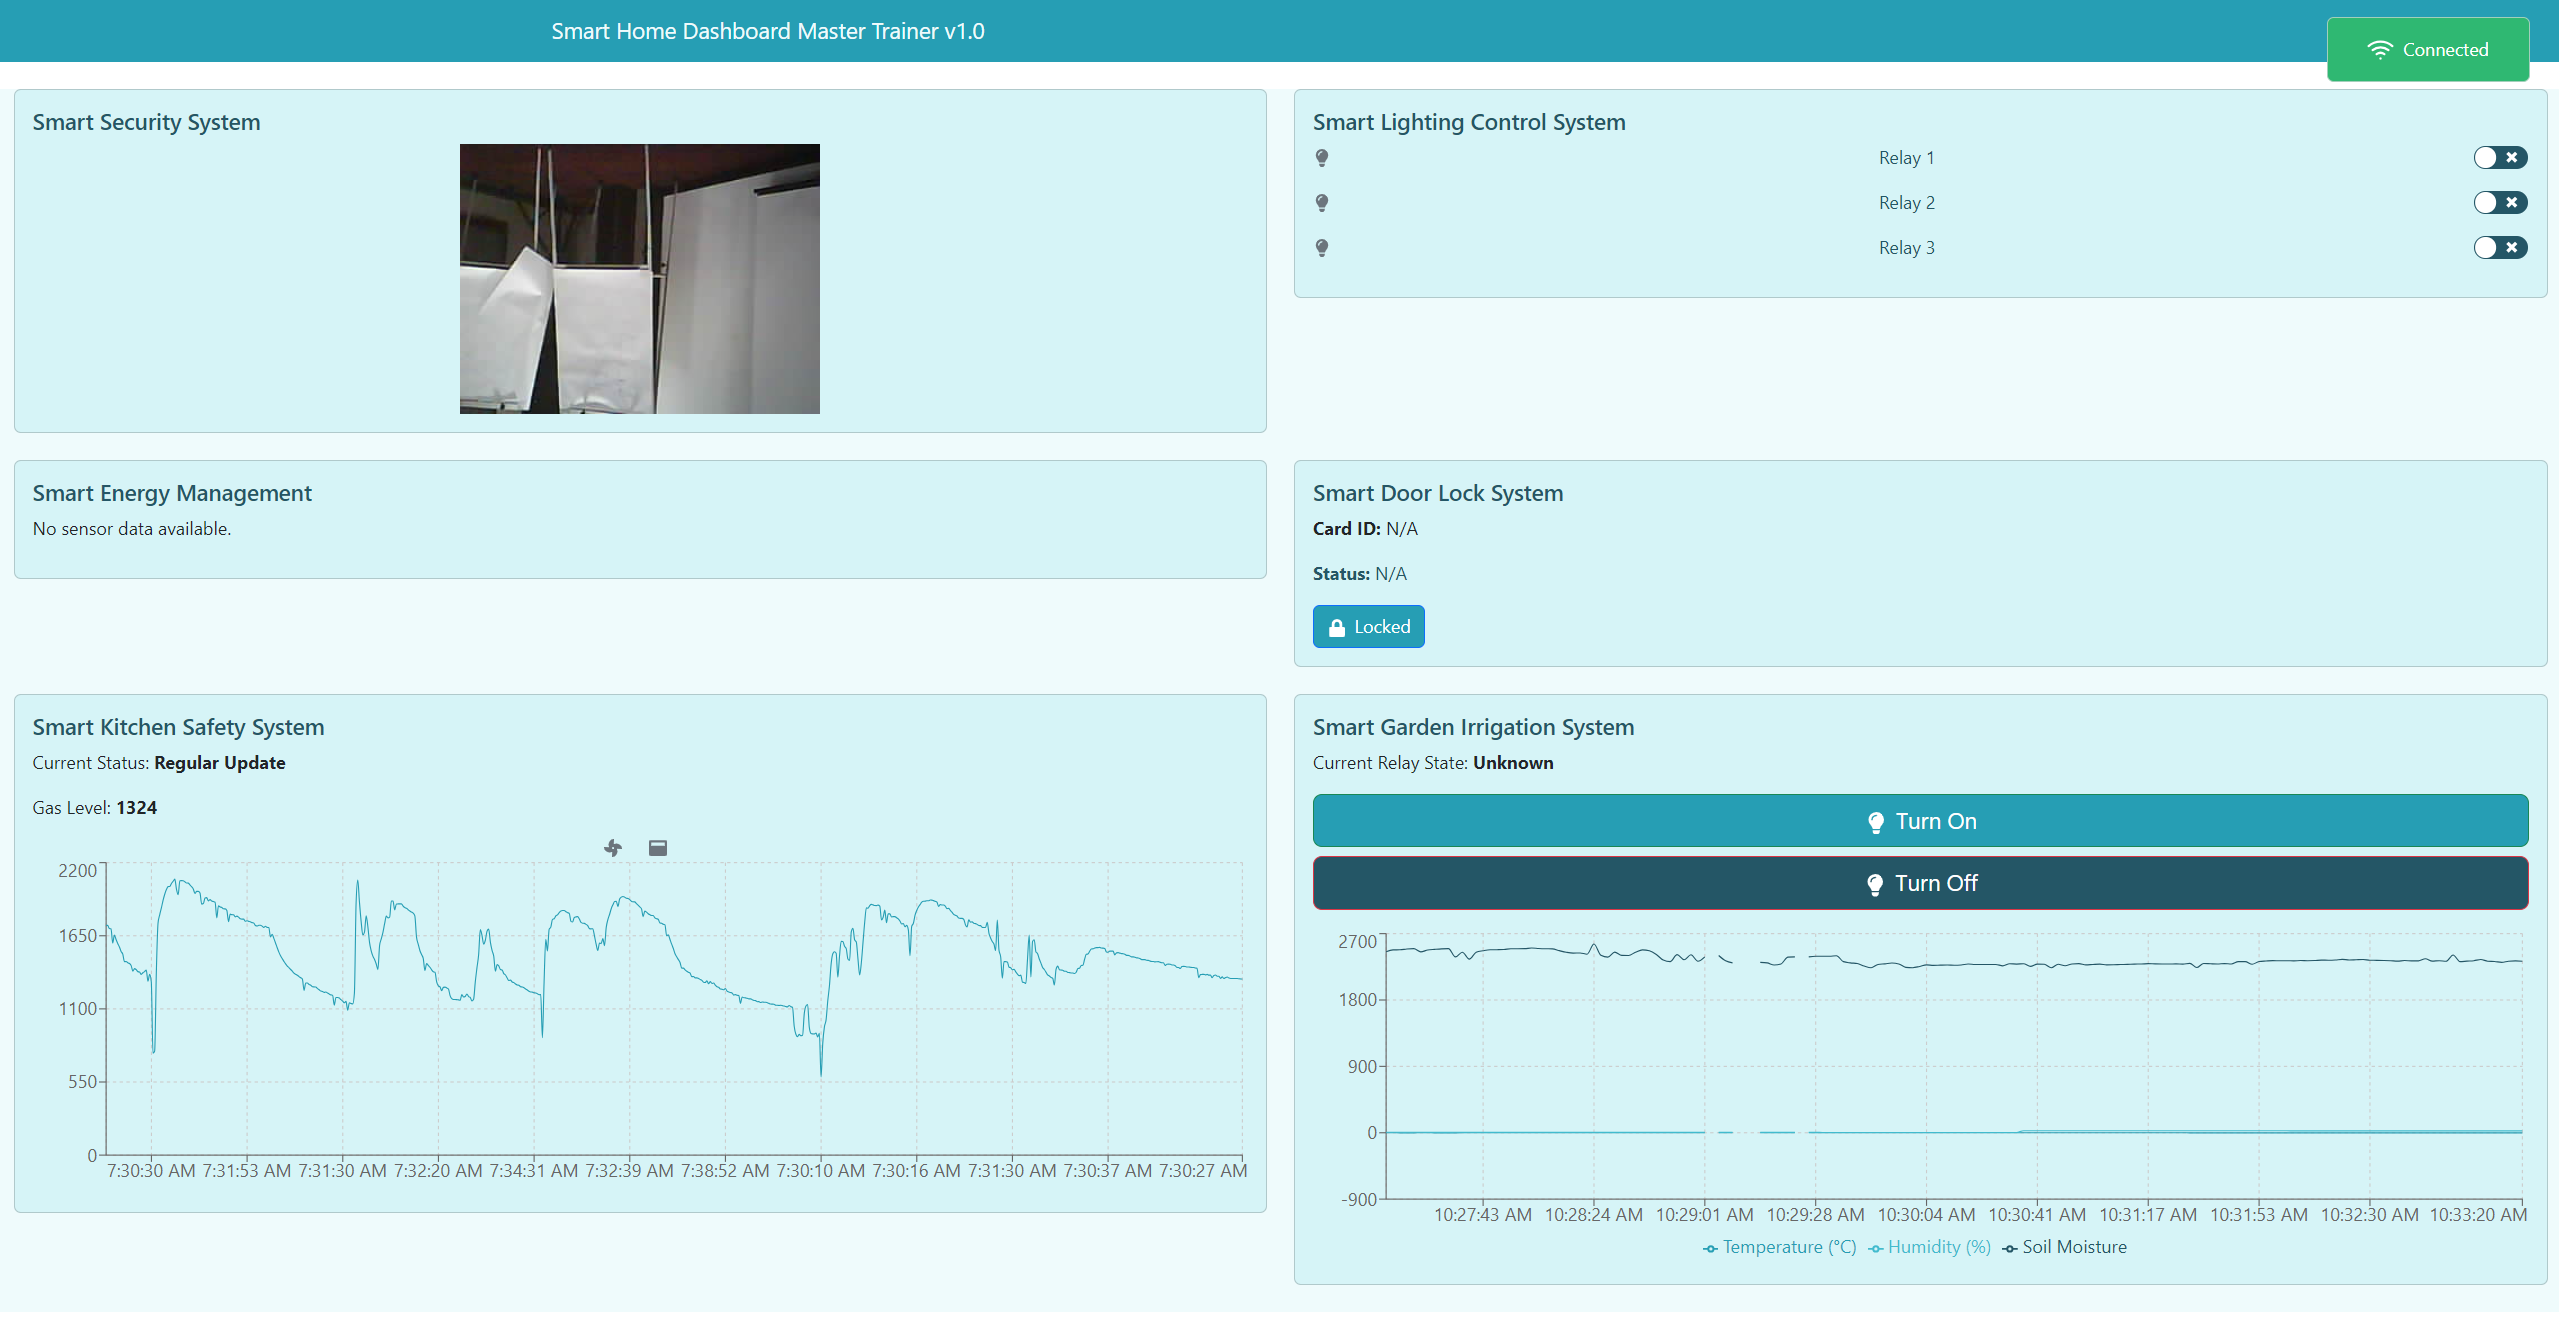 Smart Home Dashboard Master Trainer v1.0
Connected
Smart Security System
Smart Lighting Control System
Relay 1
Relay 2
Relay 3
Smart Energy Management
No sensor data available.
Smart Door Lock System
Card ID: N/A
Status: N/A
Locked
Smart Kitchen Safety System
Current Status: Regular Update
Gas Level: 1324
2200
1650
1100
550
0
7:30:30 AM 7:31:53 AM 7:31:30 AM 7:32:20 AM 7:34:31 AM 7:32:39 AM 7:38:52 AM 7:30:10 AM 7:30:16 AM 7:31:30 AM 7:30:37 AM 7:30:27 AM
Smart Garden Irrigation System
Current Relay State: Unknown
Turn On
Turn Off
2700
1800
900
0
-900
10:27:43 AM 10:28:24 AM 10:29:01 AM 10:29:28 AM 10:30:04 AM 10:30:41 AM 10:31:17 AM 10:31:53 AM 10:32:30 AM 10:33:20 AM
Temperature (°C) Humidity (%) Soil Moisture